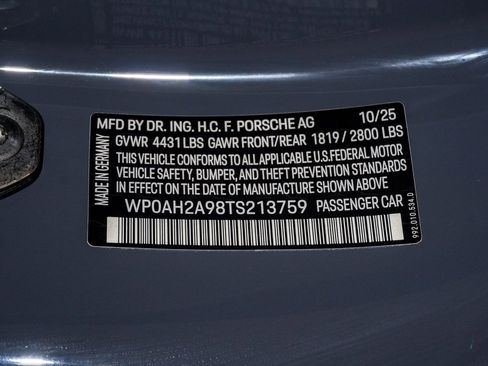 MFD BY DR. ING. H.C. F. PORSCHE AG 10/25
GVWR 4431 LBS GAWR FRONT/REAR 1819 / 2800 LBS
THIS VEHICLE CONFORMS TO ALL APPLICABLE U.S.FEDERAL MOTOR
VEHICLE SAFETY, BUMPER, AND THEFT PREVENTION STANDARDS IN
EFFECT ON THE DATE OF MANUFACTURE SHOWN ABOVE.
WP0AH2A98TS213759 PASSENGER CAR
MADE IN GERMANY
992.010.534.D